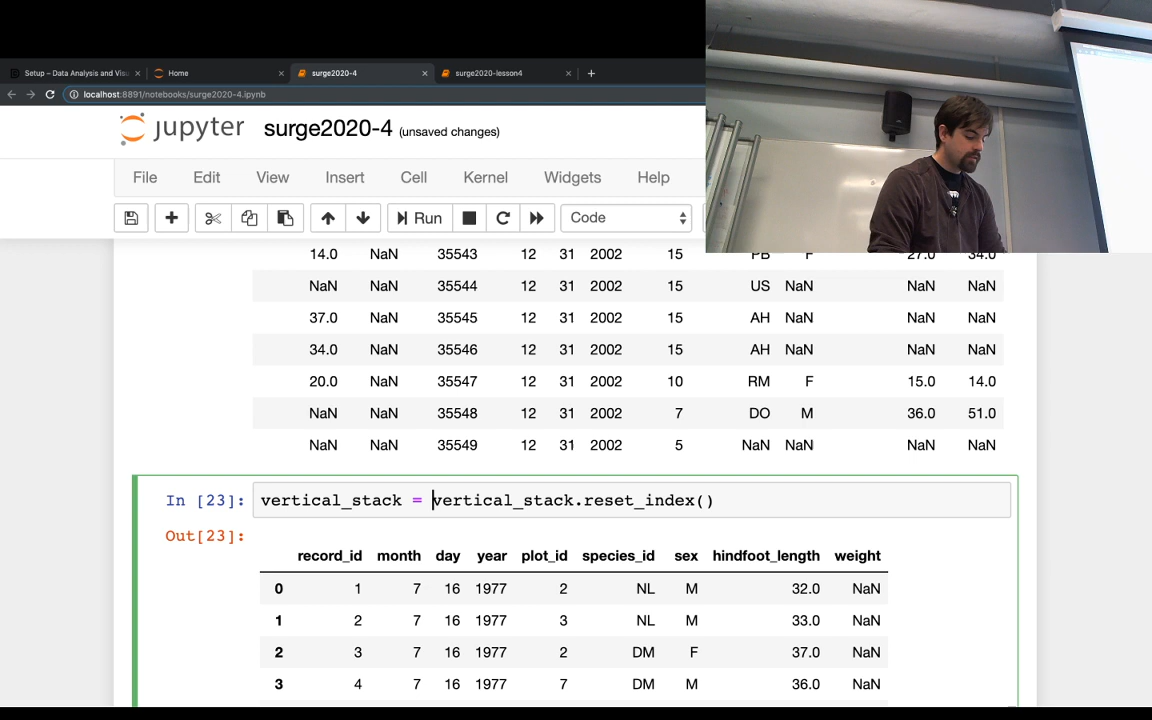 Setup – Data Analysis and Visu
Home
surge2020-4
surge2020-lesson4
localhost:8891/notebooks/surge2020-4.ipynb
jupyter surge2020-4 (unsaved changes)
File Edit View Insert Cell Kernel Widgets Help
Run Code
14.0 NaN 35543 12 31 2002 15 PB F 27.0 34.0
NaN NaN 35544 12 31 2002 15 US NaN NaN NaN
37.0 NaN 35545 12 31 2002 15 AH NaN NaN NaN
34.0 NaN 35546 12 31 2002 15 AH NaN NaN NaN
20.0 NaN 35547 12 31 2002 10 RM F 15.0 14.0
NaN NaN 35548 12 31 2002 7 DO M 36.0 51.0
NaN NaN 35549 12 31 2002 5 NaN NaN NaN NaN
In [23]: vertical_stack = vertical_stack.reset_index()
Out[23]:
record_id month day year plot_id species_id sex hindfoot_length weight
0 1 7 16 1977 2 NL M 32.0 NaN
1 2 7 16 1977 3 NL M 33.0 NaN
2 3 7 16 1977 2 DM F 37.0 NaN
3 4 7 16 1977 7 DM M 36.0 NaN